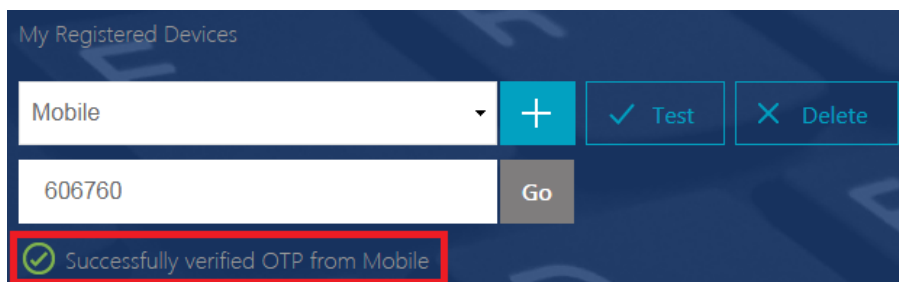 My Registered Devices
Mobile
Test
Delete
606760
Go
Successfully verified OTP from Mobile